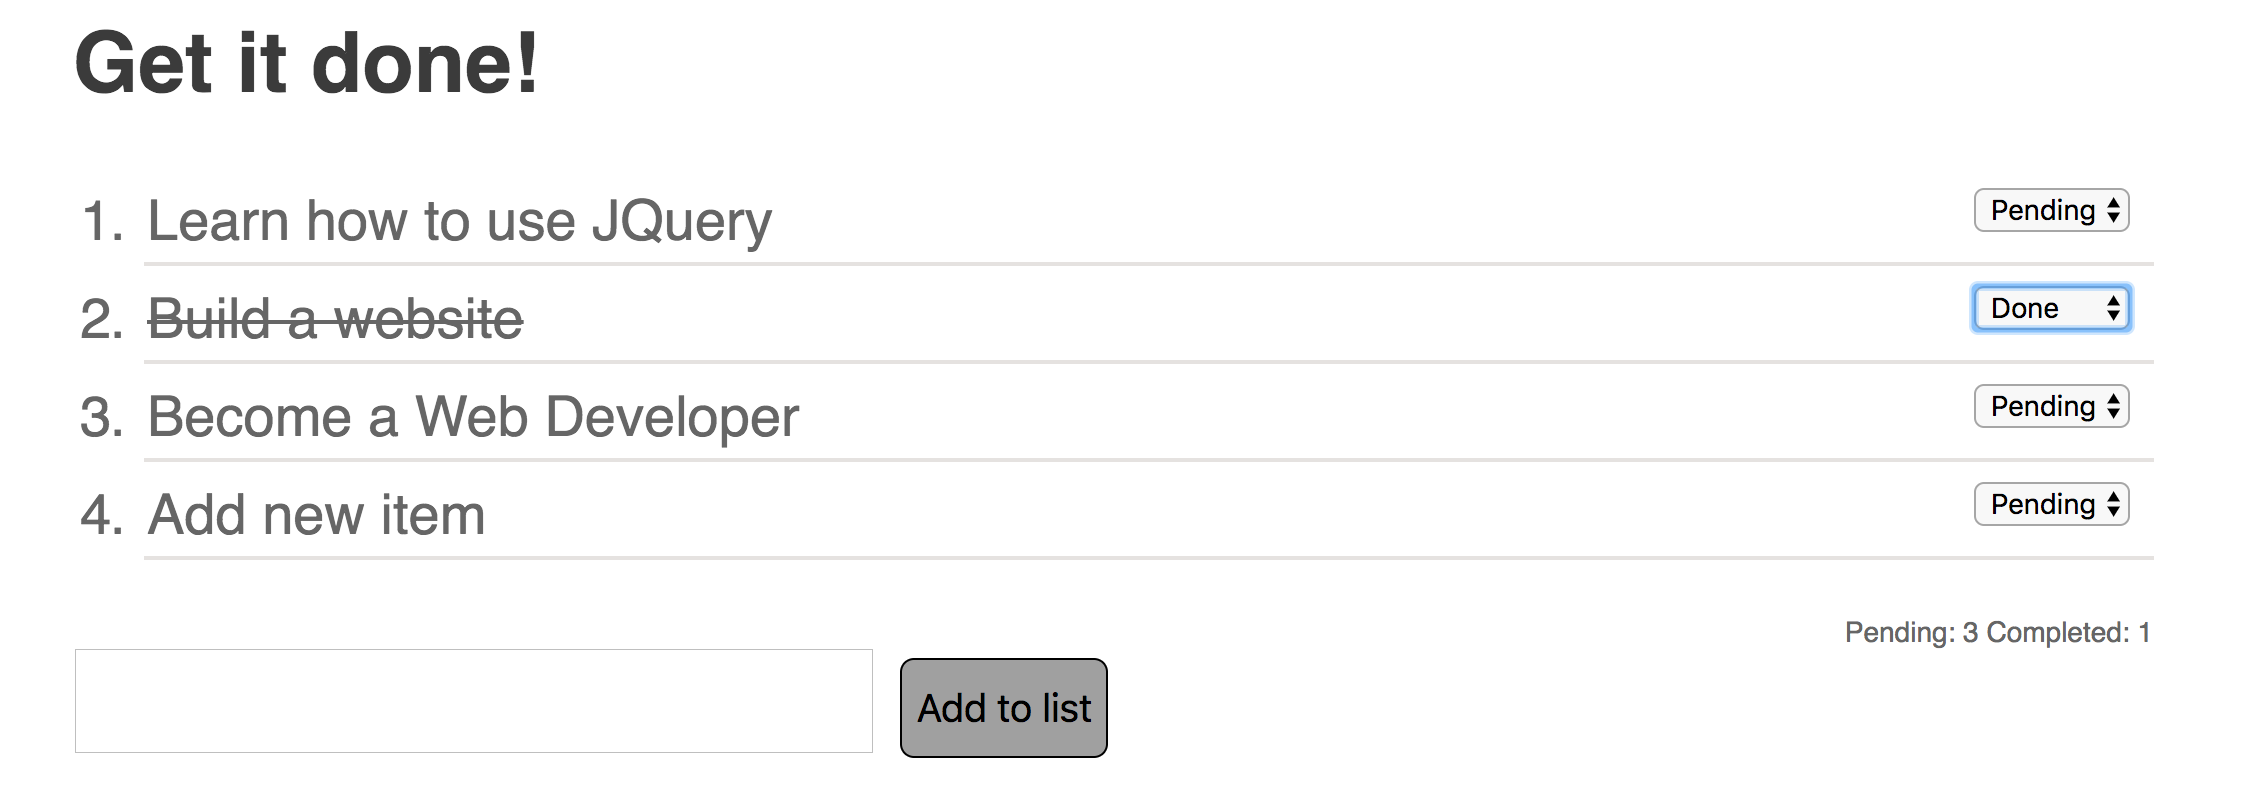 Get it done!
1. Learn how to use JQuery Pending
2. Build a website Done
3. Become a Web Developer Pending
4. Add new item Pending
Pending: 3 Completed: 1
Add to list